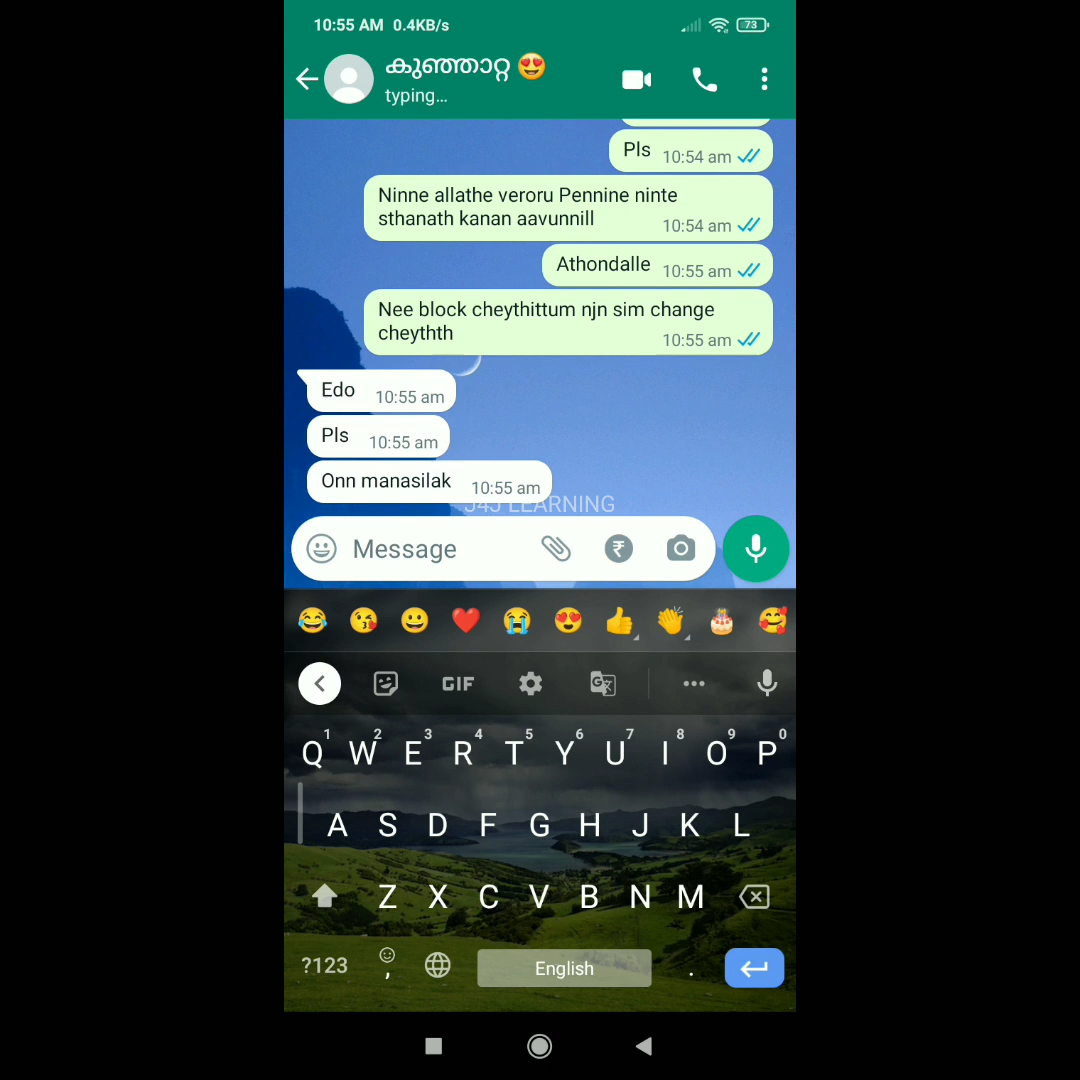 10:55 AM 0.4KB/s 73
കുഞ്ഞാറ്റ 😍
typing...
Pls 10:54 am
Ninne allathe veroru Pennine ninte
sthanath kanan aavunnill 10:54 am
Athondalle 10:55 am
Nee block cheythittum njn sim change
cheythth 10:55 am
Edo 10:55 am
Pls 10:55 am
Onn manasilak 10:55 am
J4J LEARNING
Message ₹
GIF
1 2 3 4 5 6 7 8 9 0
Q W E R T Y U I O P
A S D F G H J K L
Z X C V B N M
?123 , English .